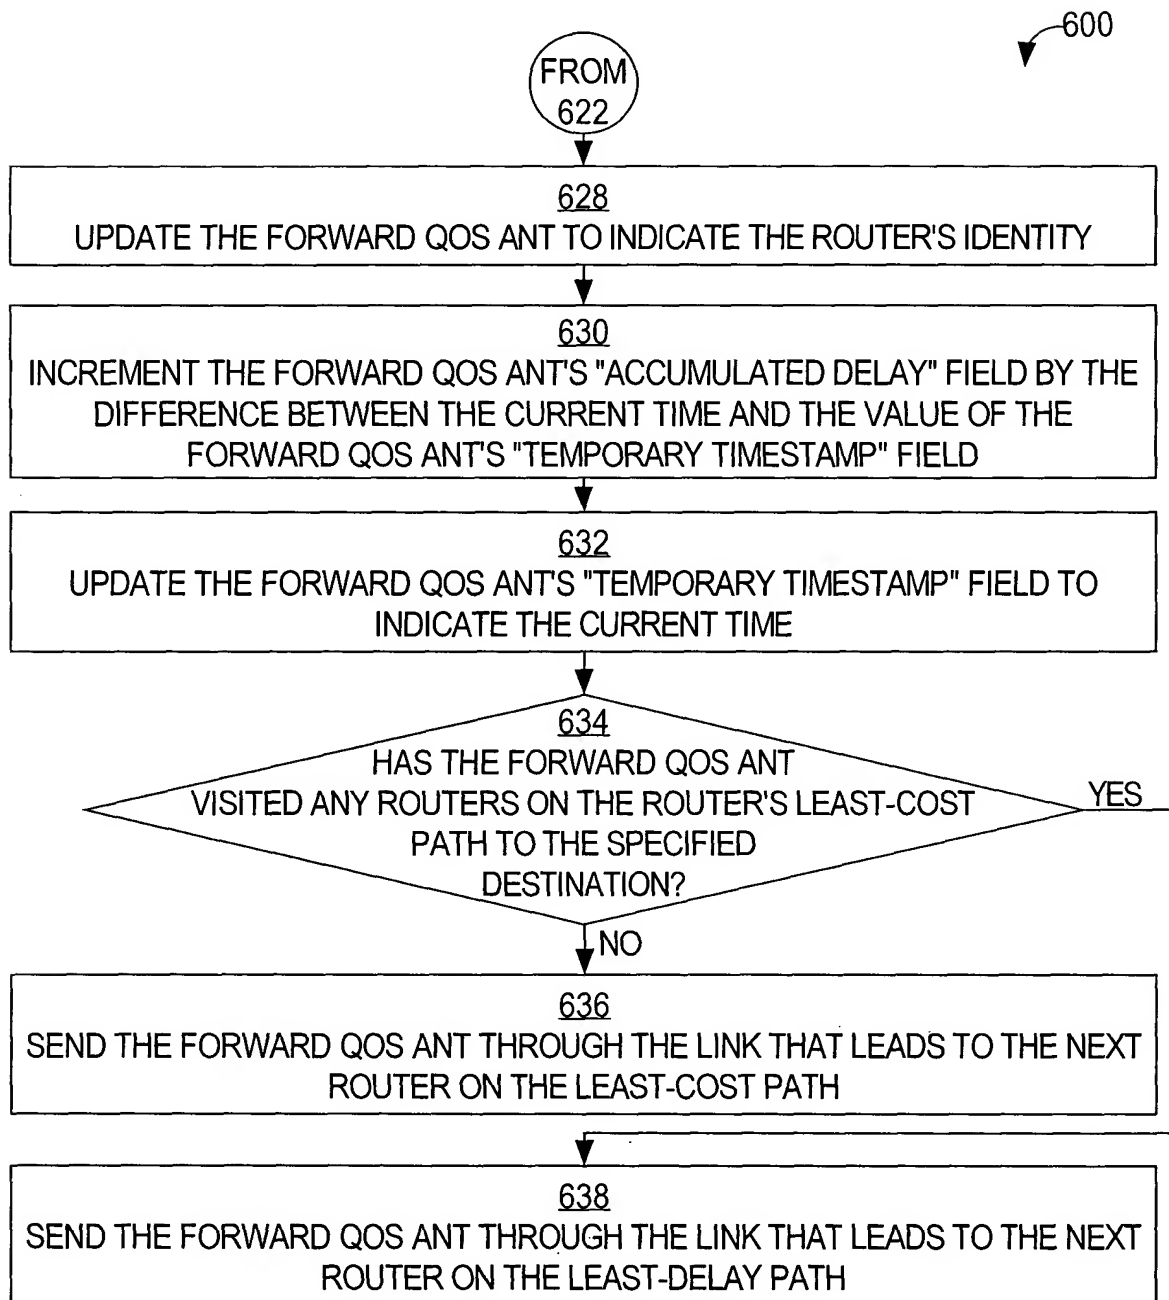 600
FROM
622
628
UPDATE THE FORWARD QOS ANT TO INDICATE THE ROUTER'S IDENTITY
630
INCREMENT THE FORWARD QOS ANT'S "ACCUMULATED DELAY" FIELD BY THE
DIFFERENCE BETWEEN THE CURRENT TIME AND THE VALUE OF THE
FORWARD QOS ANT'S "TEMPORARY TIMESTAMP" FIELD
632
UPDATE THE FORWARD QOS ANT'S "TEMPORARY TIMESTAMP" FIELD TO
INDICATE THE CURRENT TIME
634
HAS THE FORWARD QOS ANT
VISITED ANY ROUTERS ON THE ROUTER'S LEAST-COST
PATH TO THE SPECIFIED
DESTINATION?
YES
NO
636
SEND THE FORWARD QOS ANT THROUGH THE LINK THAT LEADS TO THE NEXT
ROUTER ON THE LEAST-COST PATH
638
SEND THE FORWARD QOS ANT THROUGH THE LINK THAT LEADS TO THE NEXT
ROUTER ON THE LEAST-DELAY PATH